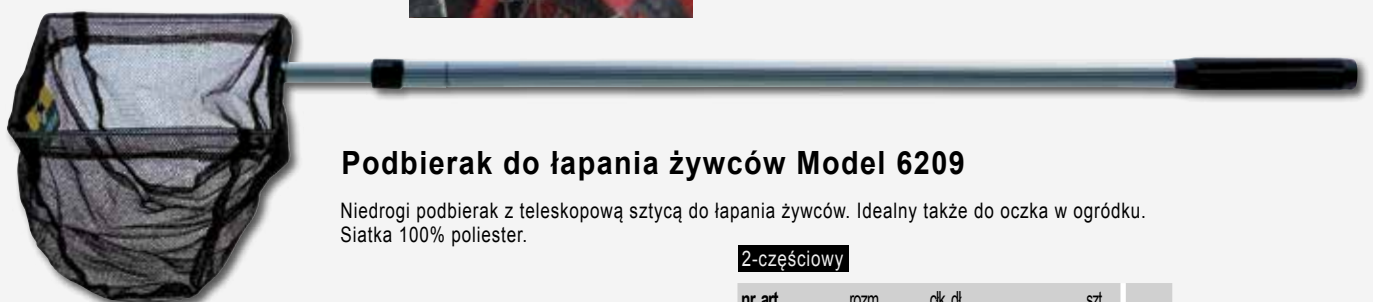 Podbierak do łapania żywców Model 6209
Niedrogi podbierak z teleskopową sztycą do łapania żywców. Idealny także do oczka w ogródku.
Siatka 100% poliester.
2-częściowy
nr art. rozm. cłk. dł. szt.